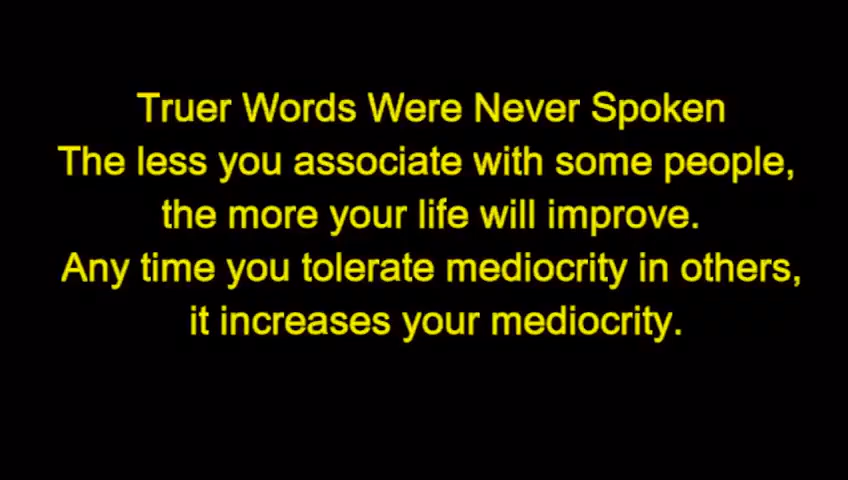 Truer Words Were Never Spoken
The less you associate with some people,
the more your life will improve.
Any time you tolerate mediocrity in others,
it increases your mediocrity.